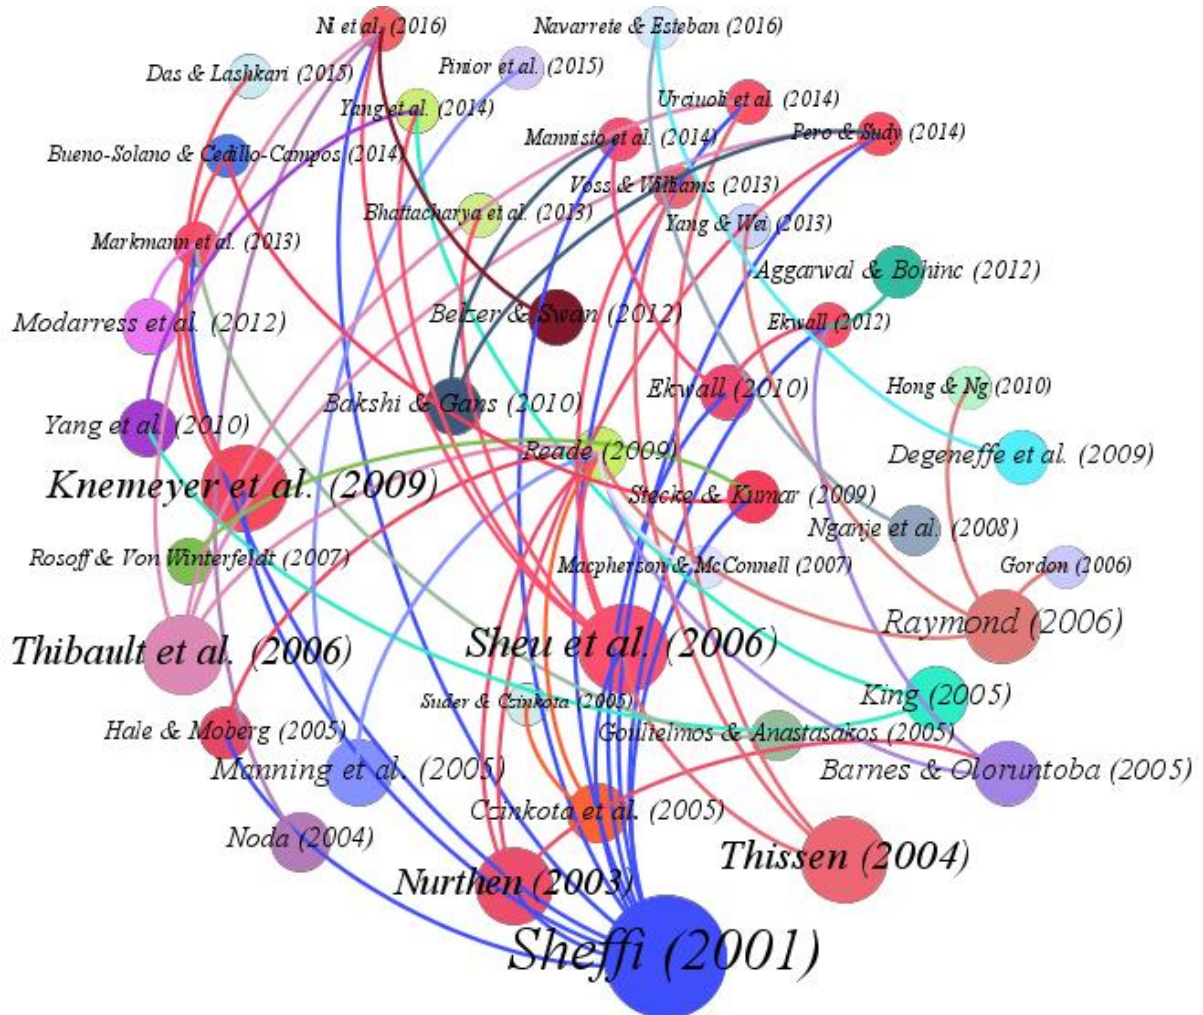 Ni et al. (2016)
Navarrete & Esteban (2016)
Das & Lashkari (2015)
Pinior et al. (2015)
Yang et al. (2014)
Urciuoli et al. (2014)
Mannisto et al. (2014)
Pero & Sudy (2014)
Bueno-Solano & Cedillo-Campos (2014)
Voss & Williams (2013)
Bhattacharya et al. (2013)
Yang & Wei (2013)
Markmann et al. (2013)
Aggarwal & Bohinc (2012)
Modarress et al. (2012)
Belzer & Swan (2012)
Ekwall (2012)
Bakshi & Gans (2010)
Ekwall (2010)
Hong & Ng (2010)
Yang et al. (2010)
Reade (2009)
Degeneffe et al. (2009)
Knemeyer et al. (2009)
Stecke & Kumar (2009)
Nganje et al. (2008)
Rosoff & Von Winterfeldt (2007)
Macpherson & McConnell (2007)
Gordon (2006)
Raymond (2006)
Thibault et al. (2006)
Sheu et al. (2006)
Suder & Czinkota (2005)
King (2005)
Hale & Moberg (2005)
Goulielmos & Anastasakos (2005)
Manning et al. (2005)
Barnes & Oloruntoba (2005)
Czinkota et al. (2005)
Noda (2004)
Thissen (2004)
Nurthen (2003)
Sheffi (2001)